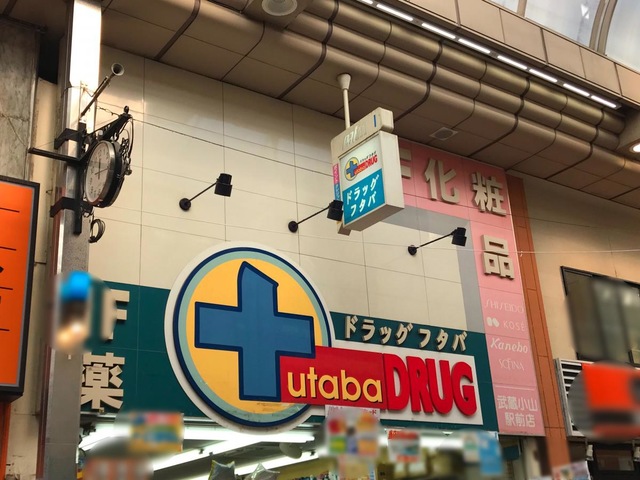 化粧品
DRUG
ドラッグ
フタバ
SHISEIDO
KOSÉ
Kanebo
SOFINA
武蔵小山
駅前店
ドラッグフタバ
utaba DRUG
薬